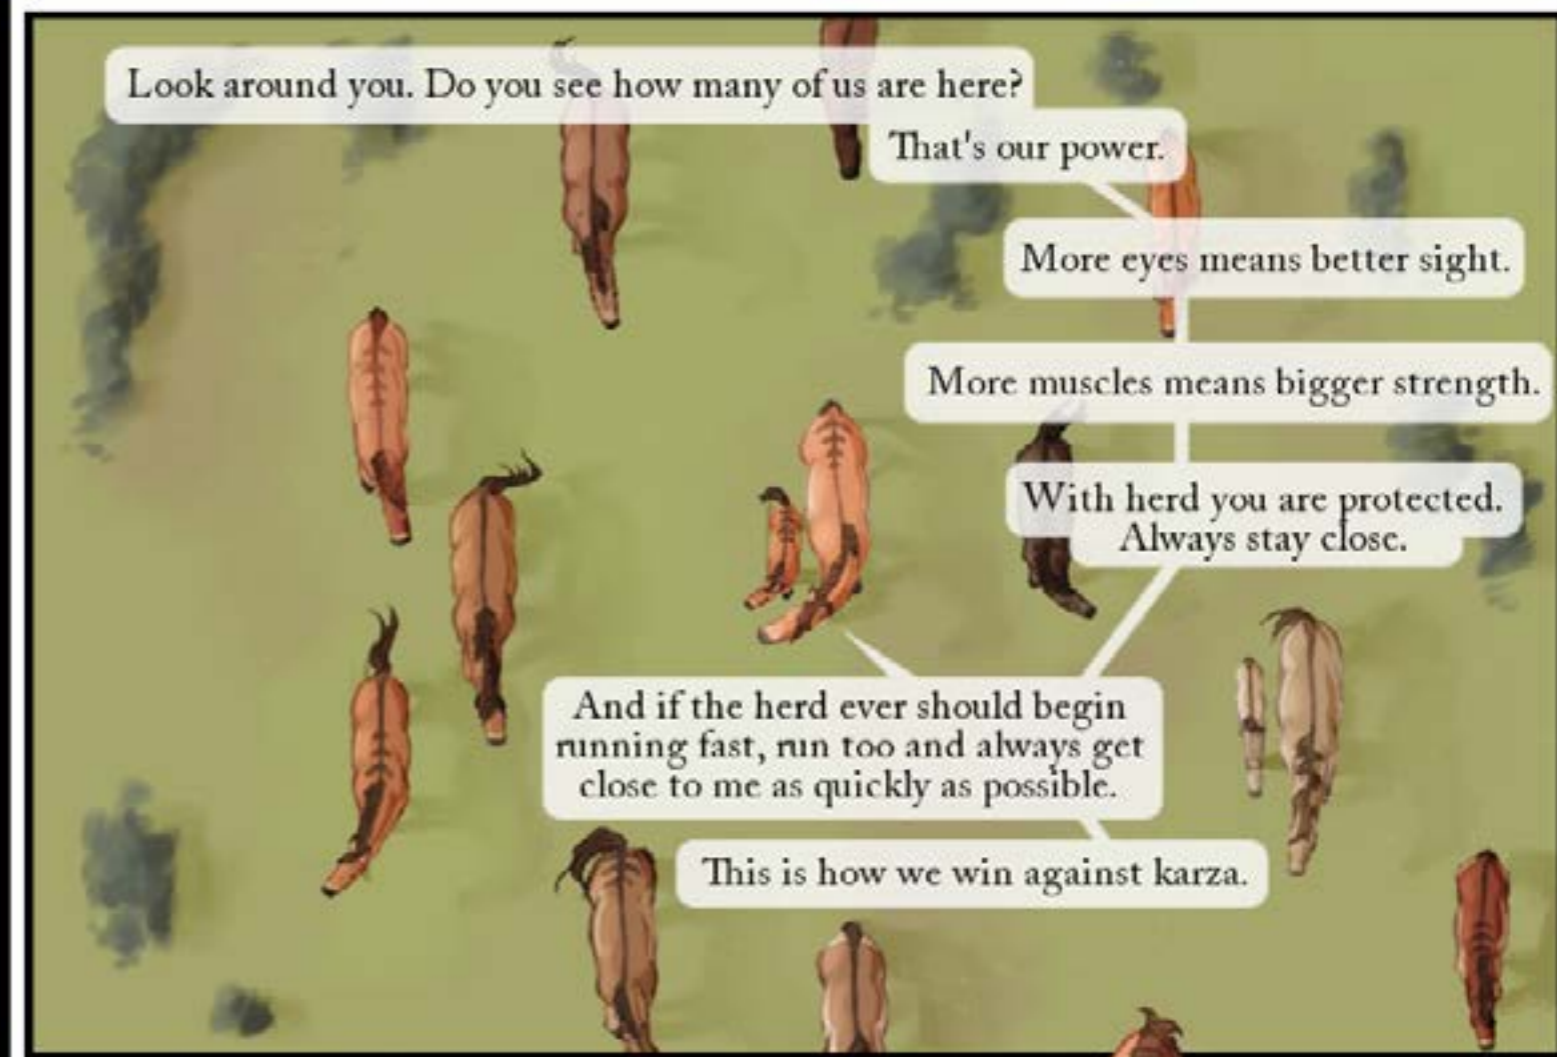 Look around you. Do you see how many of us are here?
That's our power.
More eyes means better sight.
More muscles means bigger strength.
With herd you are protected.
Always stay close.
And if the herd ever should begin
running fast, run too and always get
close to me as quickly as possible.
This is how we win against karza.